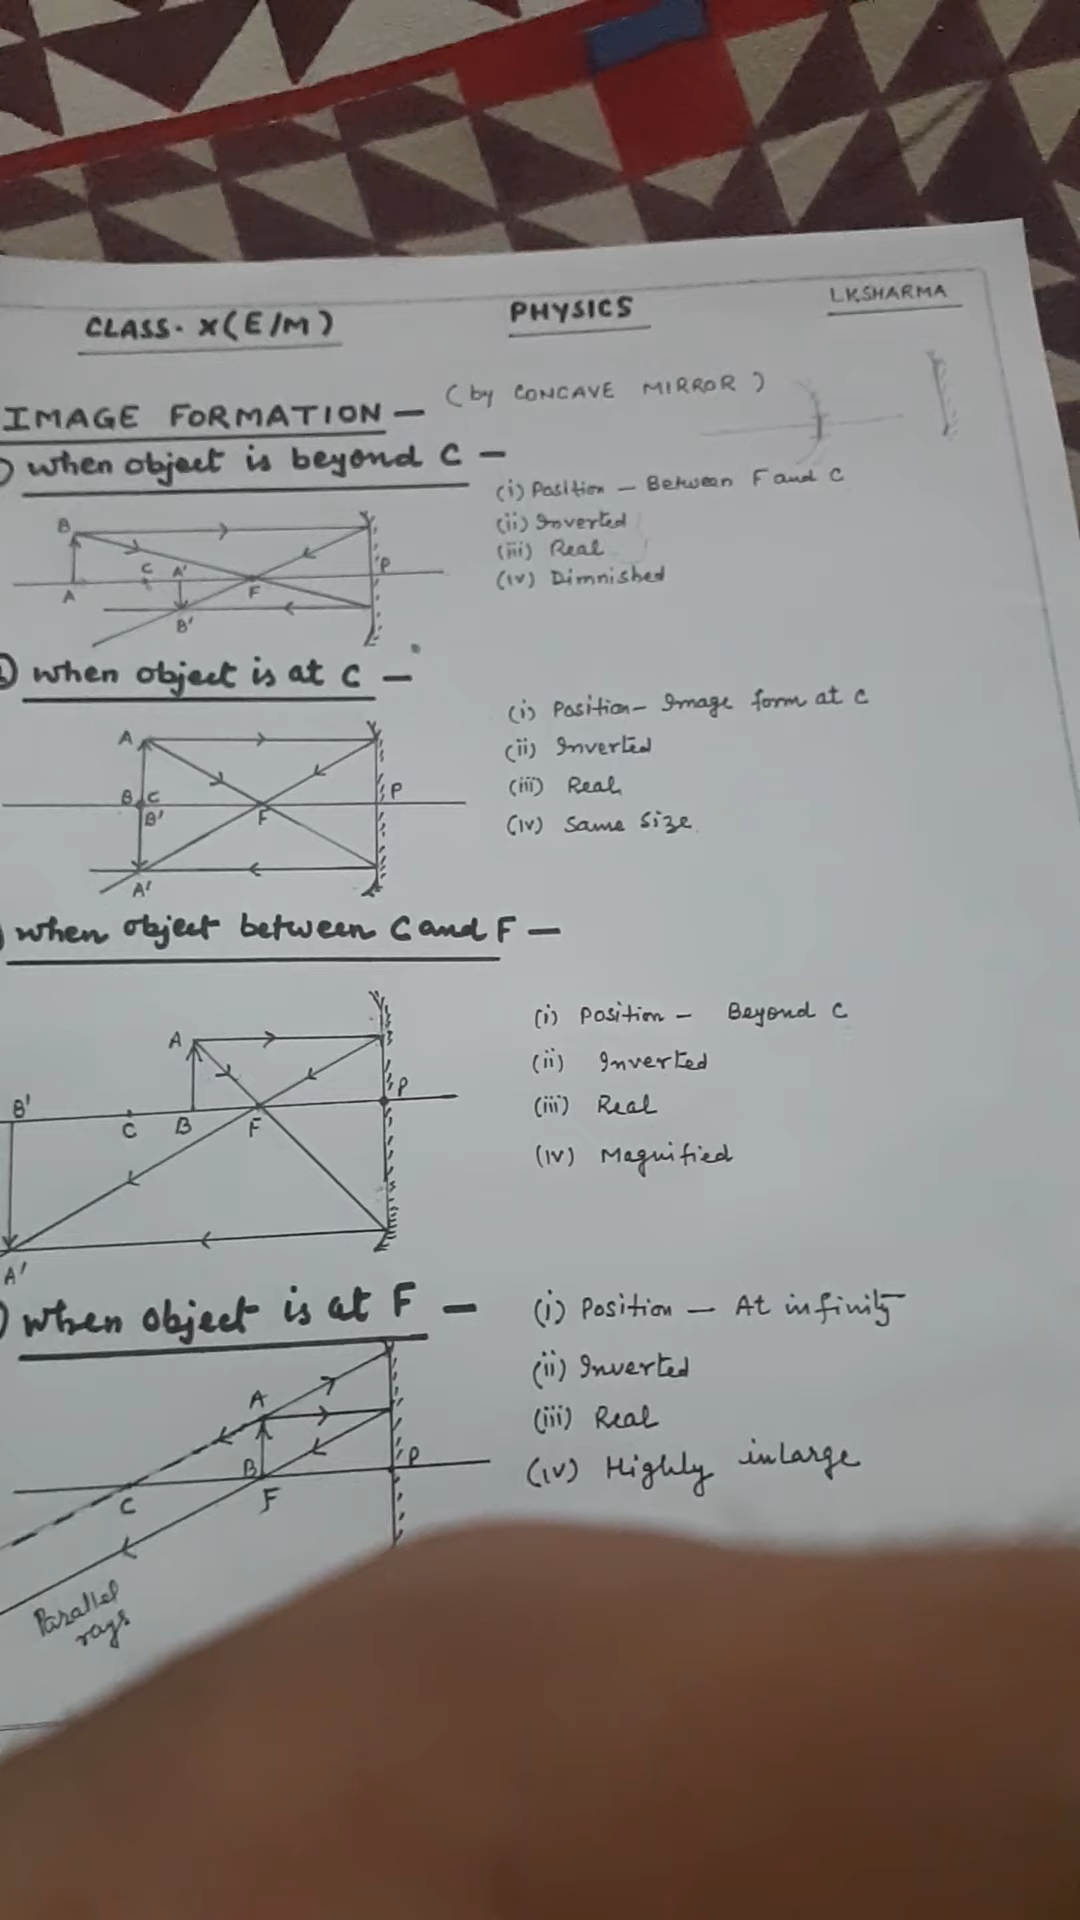 CLASS. X(E/M)
PHYSICS
LKSHARMA
IMAGE FORMATION — (by CONCAVE MIRROR)
) when object is beyond C —
(i) Position — Between F and C
(ii) Inverted
(iii) Real
(iv) Dimnished
B
C A' P
A F
B'
when object is at C —
(i) Position— Image form at C
(ii) Inverted
(iii) Real
(iv) Same size
A
B C P
B' F
A'
) when object between C and F —
(i) Position — Beyond C
(ii) Inverted
(iii) Real
(iv) Magnified
A
B' P
C B F
A'
) when object is at F —
(i) Position — At infinity
(ii) Inverted
(iii) Real
(iv) Highly inlarge
A
B P
C F
Parallel
rays